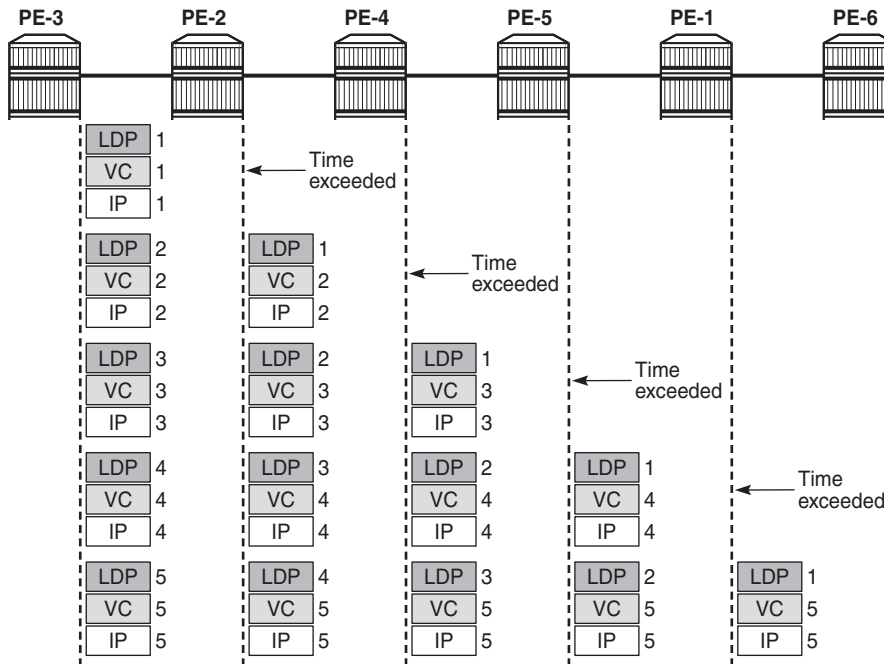 PE-3 PE-2 PE-4 PE-5 PE-1 PE-6
LDP 1
VC 1
IP 1
Time
exceeded
LDP 2 LDP 1
VC 2 VC 2
IP 2 IP 2
Time
exceeded
LDP 3 LDP 2 LDP 1
VC 3 VC 3 VC 3
IP 3 IP 3 IP 3
Time
exceeded
LDP 4 LDP 3 LDP 2 LDP 1
VC 4 VC 4 VC 4 VC 4
IP 4 IP 4 IP 4 IP 4
Time
exceeded
LDP 5 LDP 4 LDP 3 LDP 2 LDP 1
VC 5 VC 5 VC 5 VC 5 VC 5
IP 5 IP 5 IP 5 IP 5 IP 5